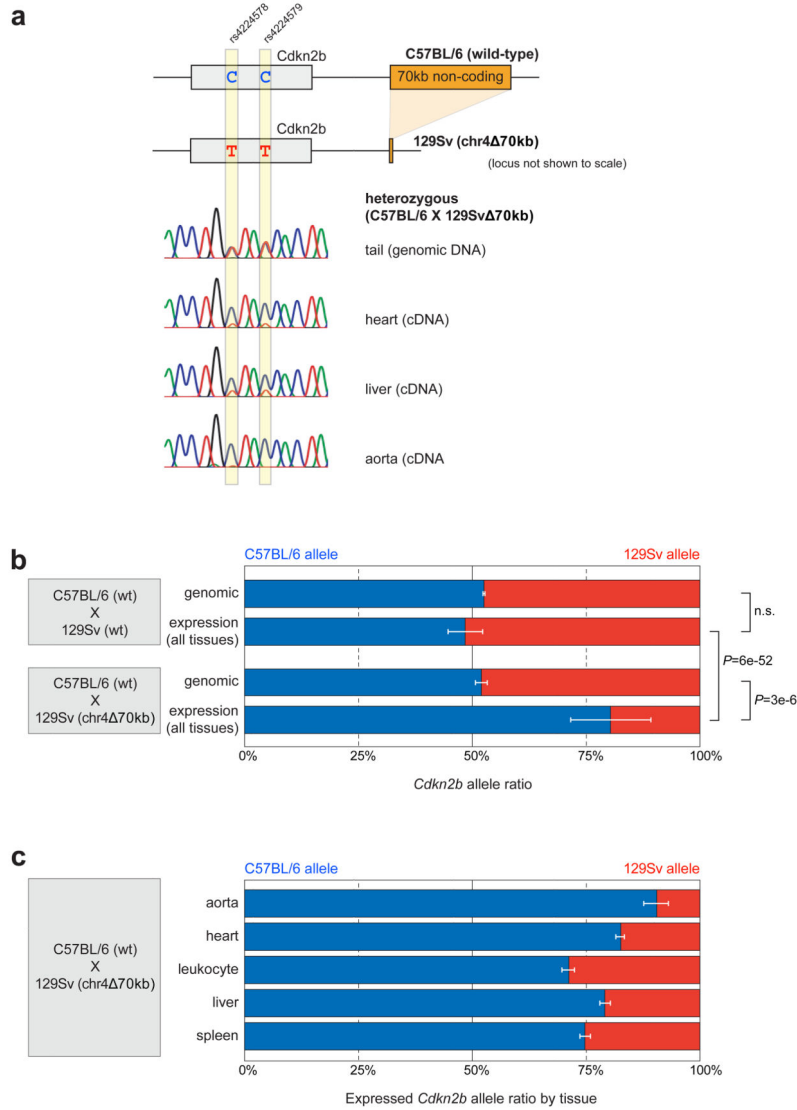 a
rs4224578
rs4224579
Cdkn2b
C57BL/6 (wild-type)
C
C
70kb non-coding
Cdkn2b
129Sv (chr4Δ70kb)
T
T
(locus not shown to scale)
heterozygous
(C57BL/6 X 129SvΔ70kb)
tail (genomic DNA)
heart (cDNA)
liver (cDNA)
aorta (cDNA
b
C57BL/6 allele
129Sv allele
C57BL/6 (wt)
X
129Sv (wt)
genomic
expression
(all tissues)
n.s.
P=6e-52
C57BL/6 (wt)
X
129Sv (chr4Δ70kb)
genomic
expression
(all tissues)
P=3e-6
0%
25%
50%
75%
100%
Cdkn2b allele ratio
c
C57BL/6 allele
129Sv allele
C57BL/6 (wt)
X
129Sv (chr4Δ70kb)
aorta
heart
leukocyte
liver
spleen
0%
25%
50%
75%
100%
Expressed Cdkn2b allele ratio by tissue